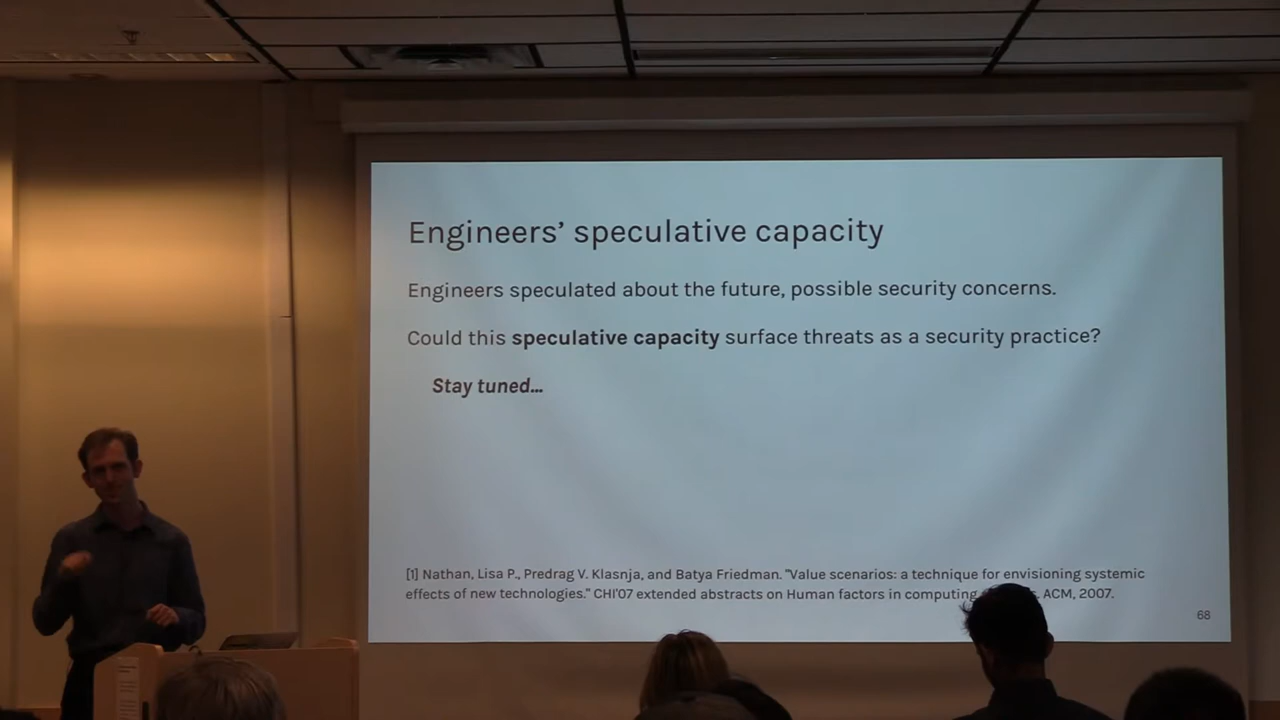 Engineers’ speculative capacity
Engineers speculated about the future, possible security concerns.
Could this speculative capacity surface threats as a security practice?
Stay tuned...
[1] Nathan, Lisa P., Predrag V. Klasnja, and Batya Friedman. "Value scenarios: a technique for envisioning systemic
effects of new technologies." CHI'07 extended abstracts on Human factors in computing ACM, 2007.
68